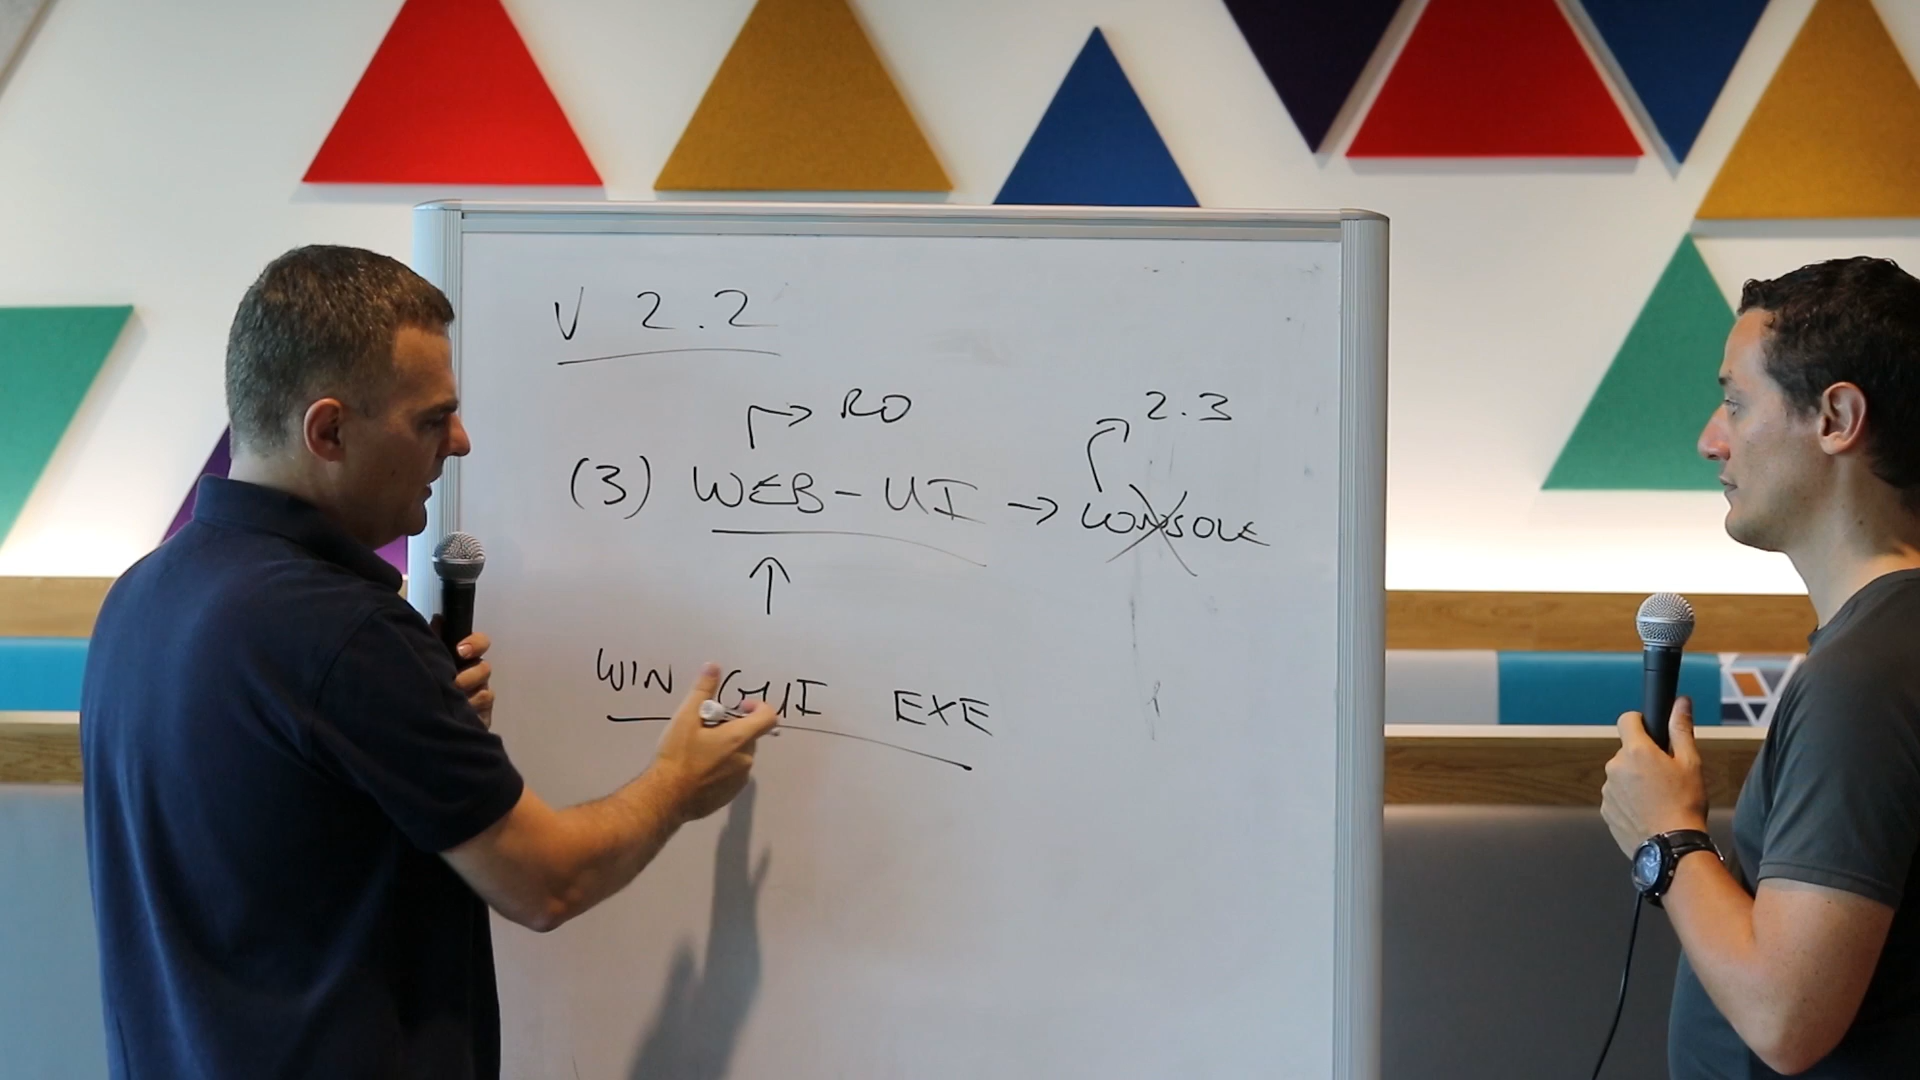 V 2.2
RO 2.3
(3) WEB-UI → CONSOLE
WIN GUI EXE